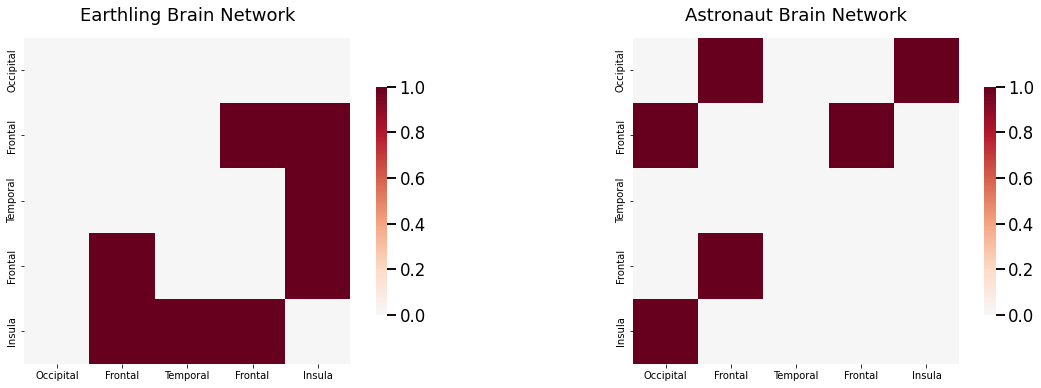 Earthling Brain Network
Astronaut Brain Network
Occipital
Frontal
Temporal
Frontal
Insula
Occipital
Frontal
Temporal
Frontal
Insula
1.0
0.8
0.6
0.4
0.2
0.0
Occipital
Frontal
Temporal
Frontal
Insula
Occipital
Frontal
Temporal
Frontal
Insula
1.0
0.8
0.6
0.4
0.2
0.0